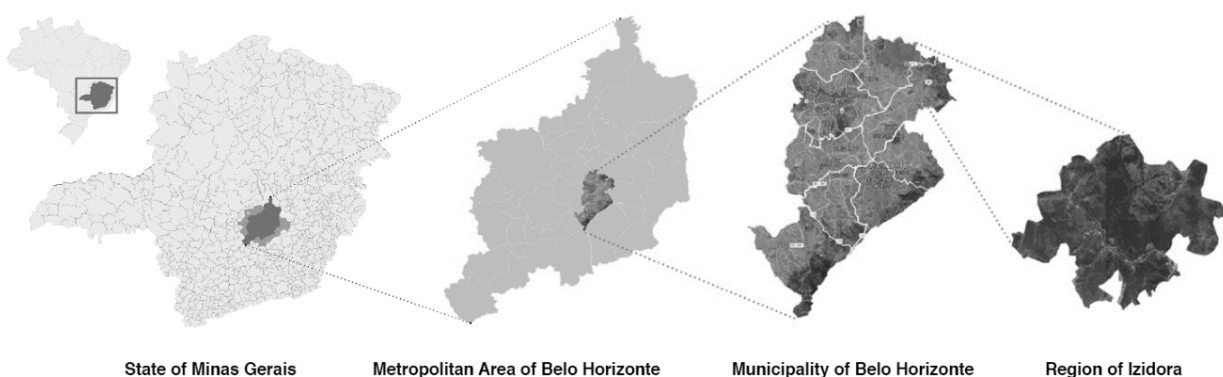 State of Minas Gerais
Metropolitan Area of Belo Horizonte
Municipality of Belo Horizonte
Region of Izidora